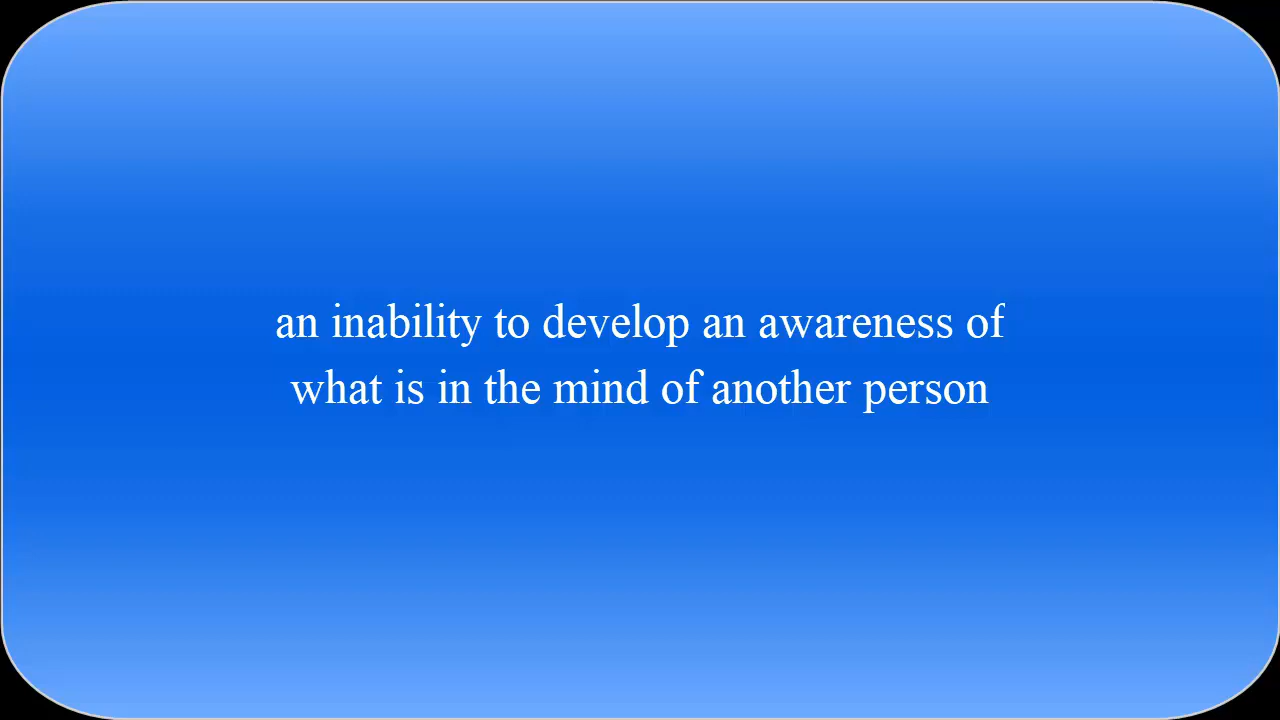 an inability to develop an awareness of
what is in the mind of another person